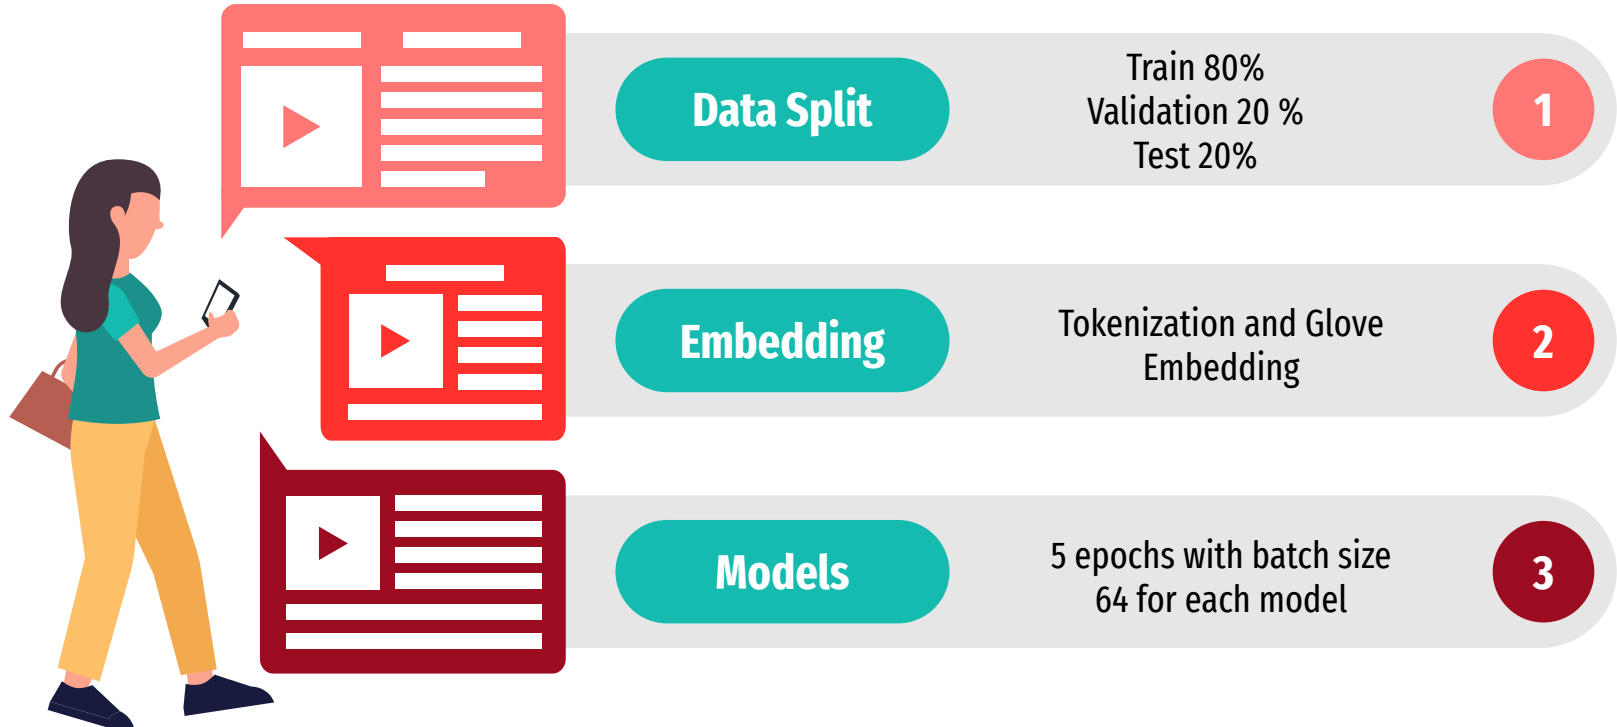 Data Split
Train 80%
Validation 20 %
Test 20%
1
Embedding
Tokenization and Glove
Embedding
2
Models
5 epochs with batch size
64 for each model
3